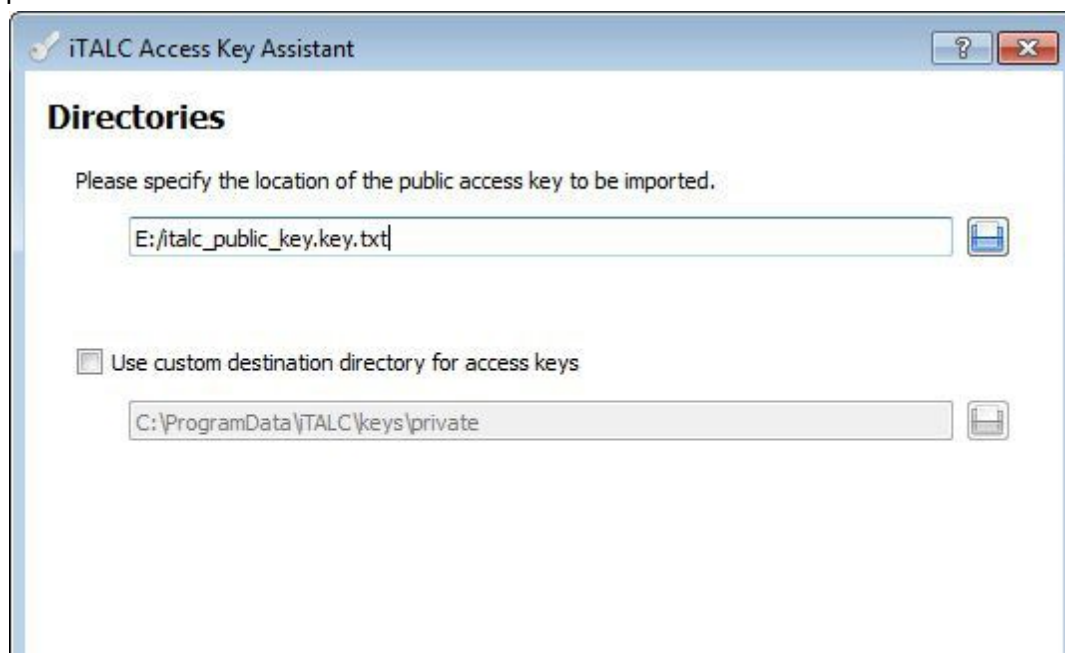 iTALC Access Key Assistant
Directories
Please specify the location of the public access key to be imported.
E:/italc_public_key.key.txt
Use custom destination directory for access keys
C:\ProgramData\iTALC\keys\private